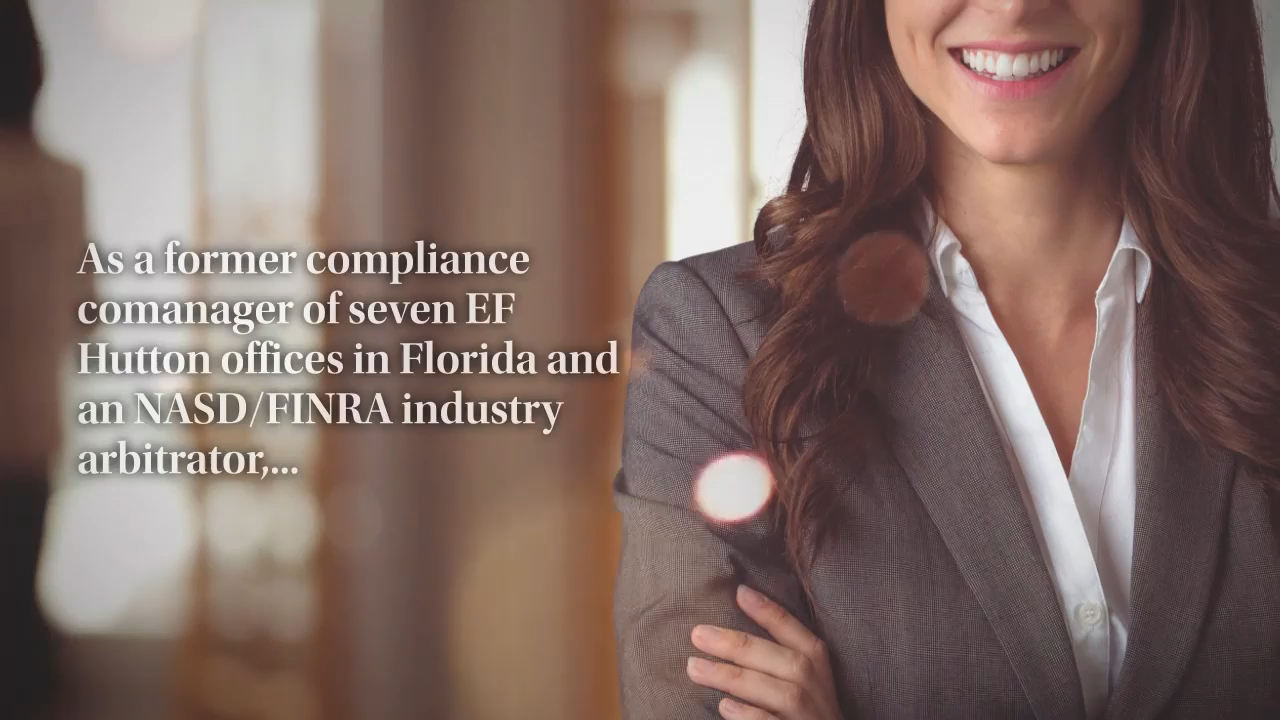 As a former compliance
comanager of seven EF
Hutton offices in Florida and
an NASD/FINRA industry
arbitrator,...